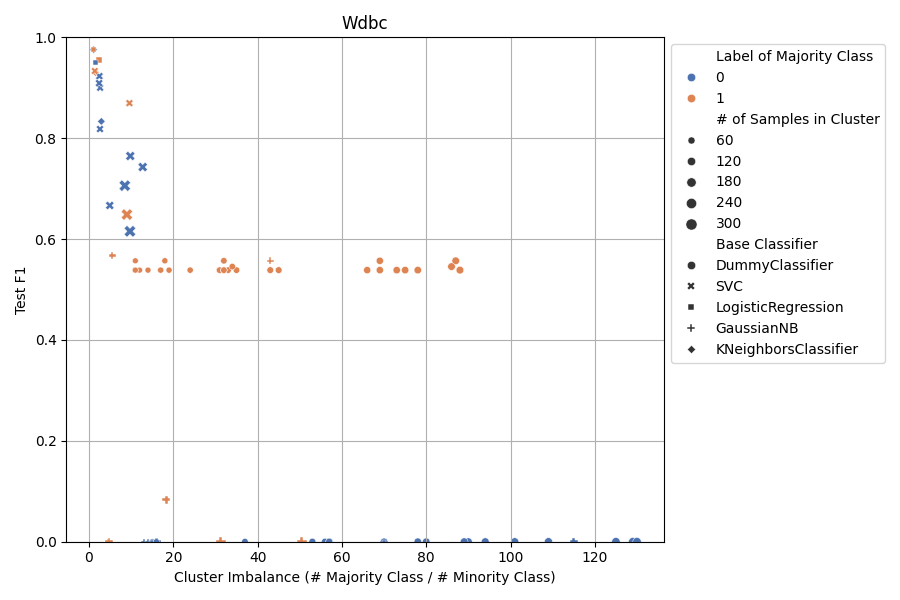 Wdbc
Test F1
1.0
0.8
0.6
0.4
0.2
0.0
0 20 40 60 80 100 120
Cluster Imbalance (# Majority Class / # Minority Class)
Label of Majority Class
0
1
# of Samples in Cluster
60
120
180
240
300
Base Classifier
DummyClassifier
SVC
LogisticRegression
GaussianNB
KNeighborsClassifier